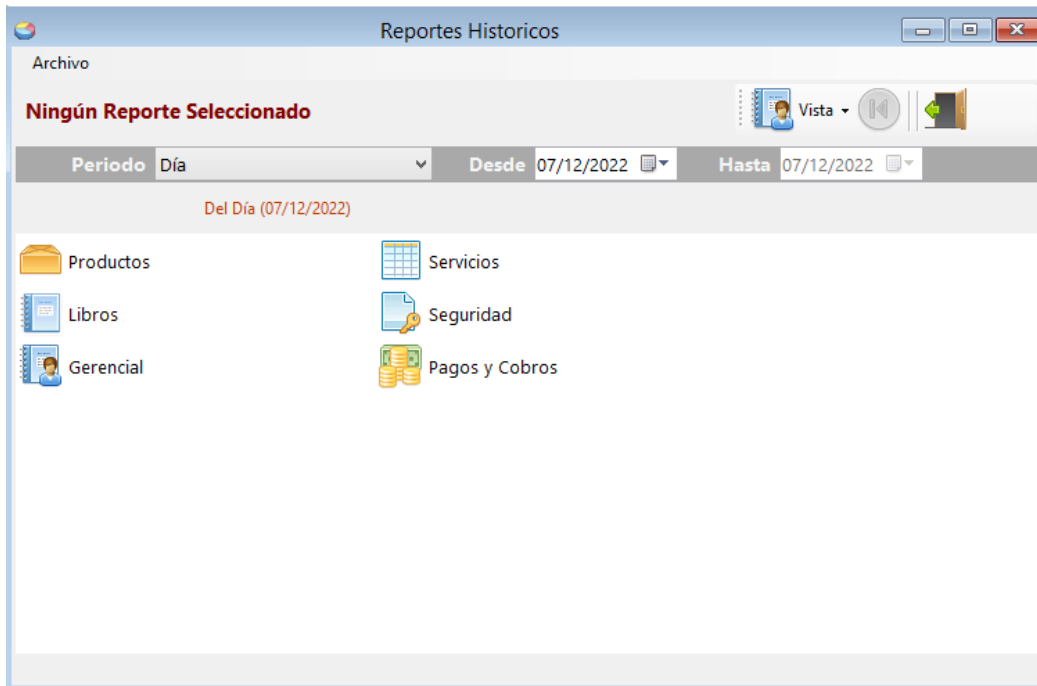 Reportes Historicos
Archivo
Ningún Reporte Seleccionado
Vista
Periodo Día Desde 07/12/2022 Hasta 07/12/2022
Del Día (07/12/2022)
Productos Servicios
Libros Seguridad
Gerencial Pagos y Cobros